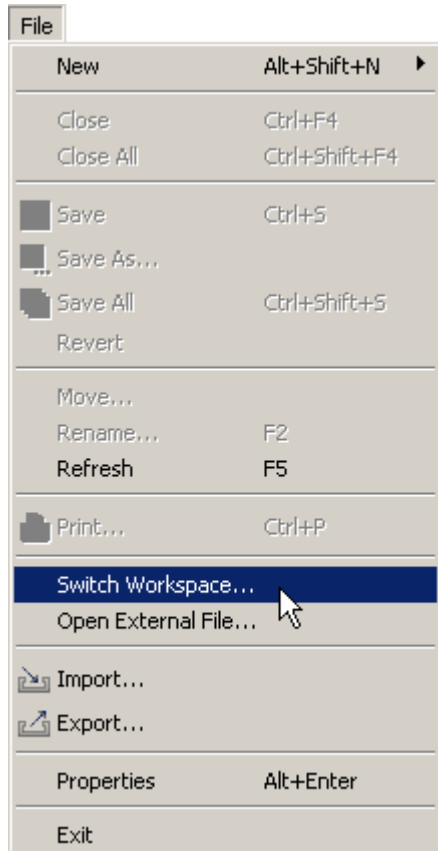 File
New Alt+Shift+N
Close Ctrl+F4
Close All Ctrl+Shift+F4
Save Ctrl+S
Save As...
Save All Ctrl+Shift+S
Revert
Move...
Rename... F2
Refresh F5
Print... Ctrl+P
Switch Workspace...
Open External File...
Import...
Export...
Properties Alt+Enter
Exit